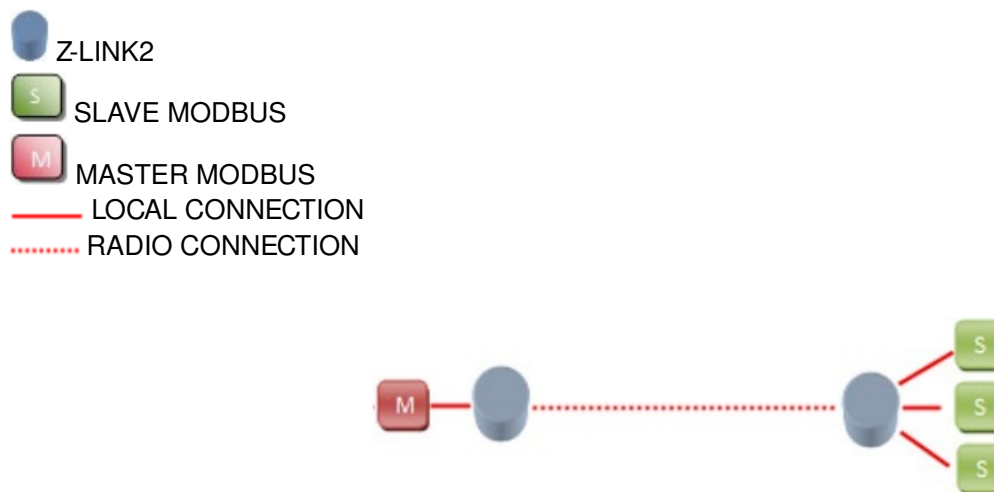 Z-LINK2
S SLAVE MODBUS
M MASTER MODBUS
LOCAL CONNECTION
RADIO CONNECTION
S
M
S
S